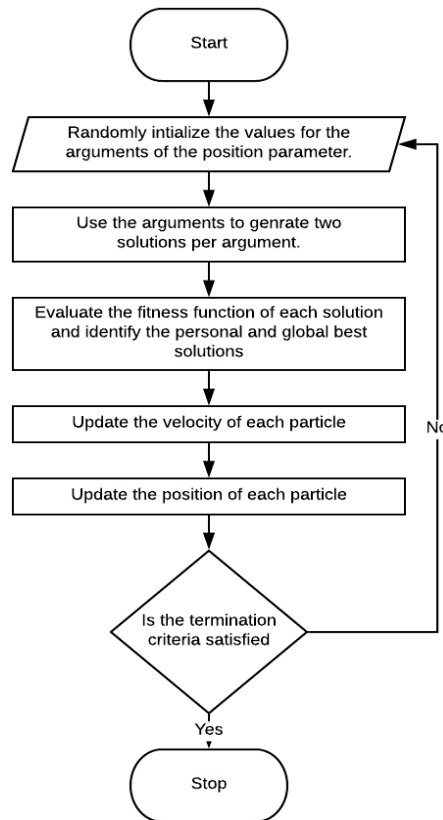 Start
Randomly intialize the values for the
arguments of the position parameter.
Use the arguments to genrate two
solutions per argument.
Evaluate the fitness function of each solution
and identify the personal and global best
solutions
Update the velocity of each particle
No
Update the position of each particle
Is the termination
criteria satisfied
Yes
Stop